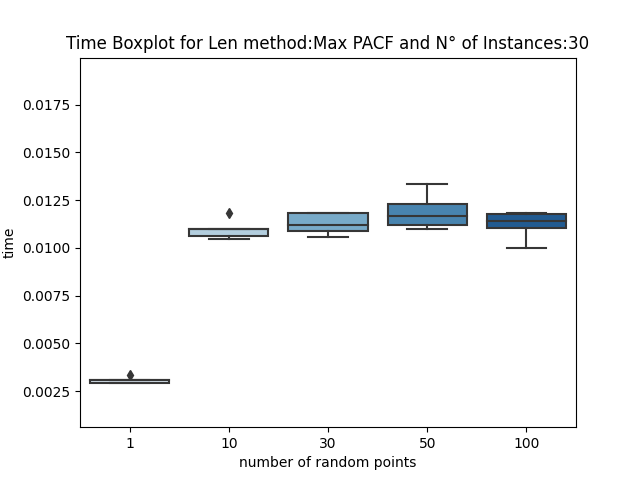 Time Boxplot for Len method:Max PACF and N° of Instances:30
0.0175
0.0150
0.0125
0.0100
0.0075
0.0050
0.0025
time
1 10 30 50 100
number of random points